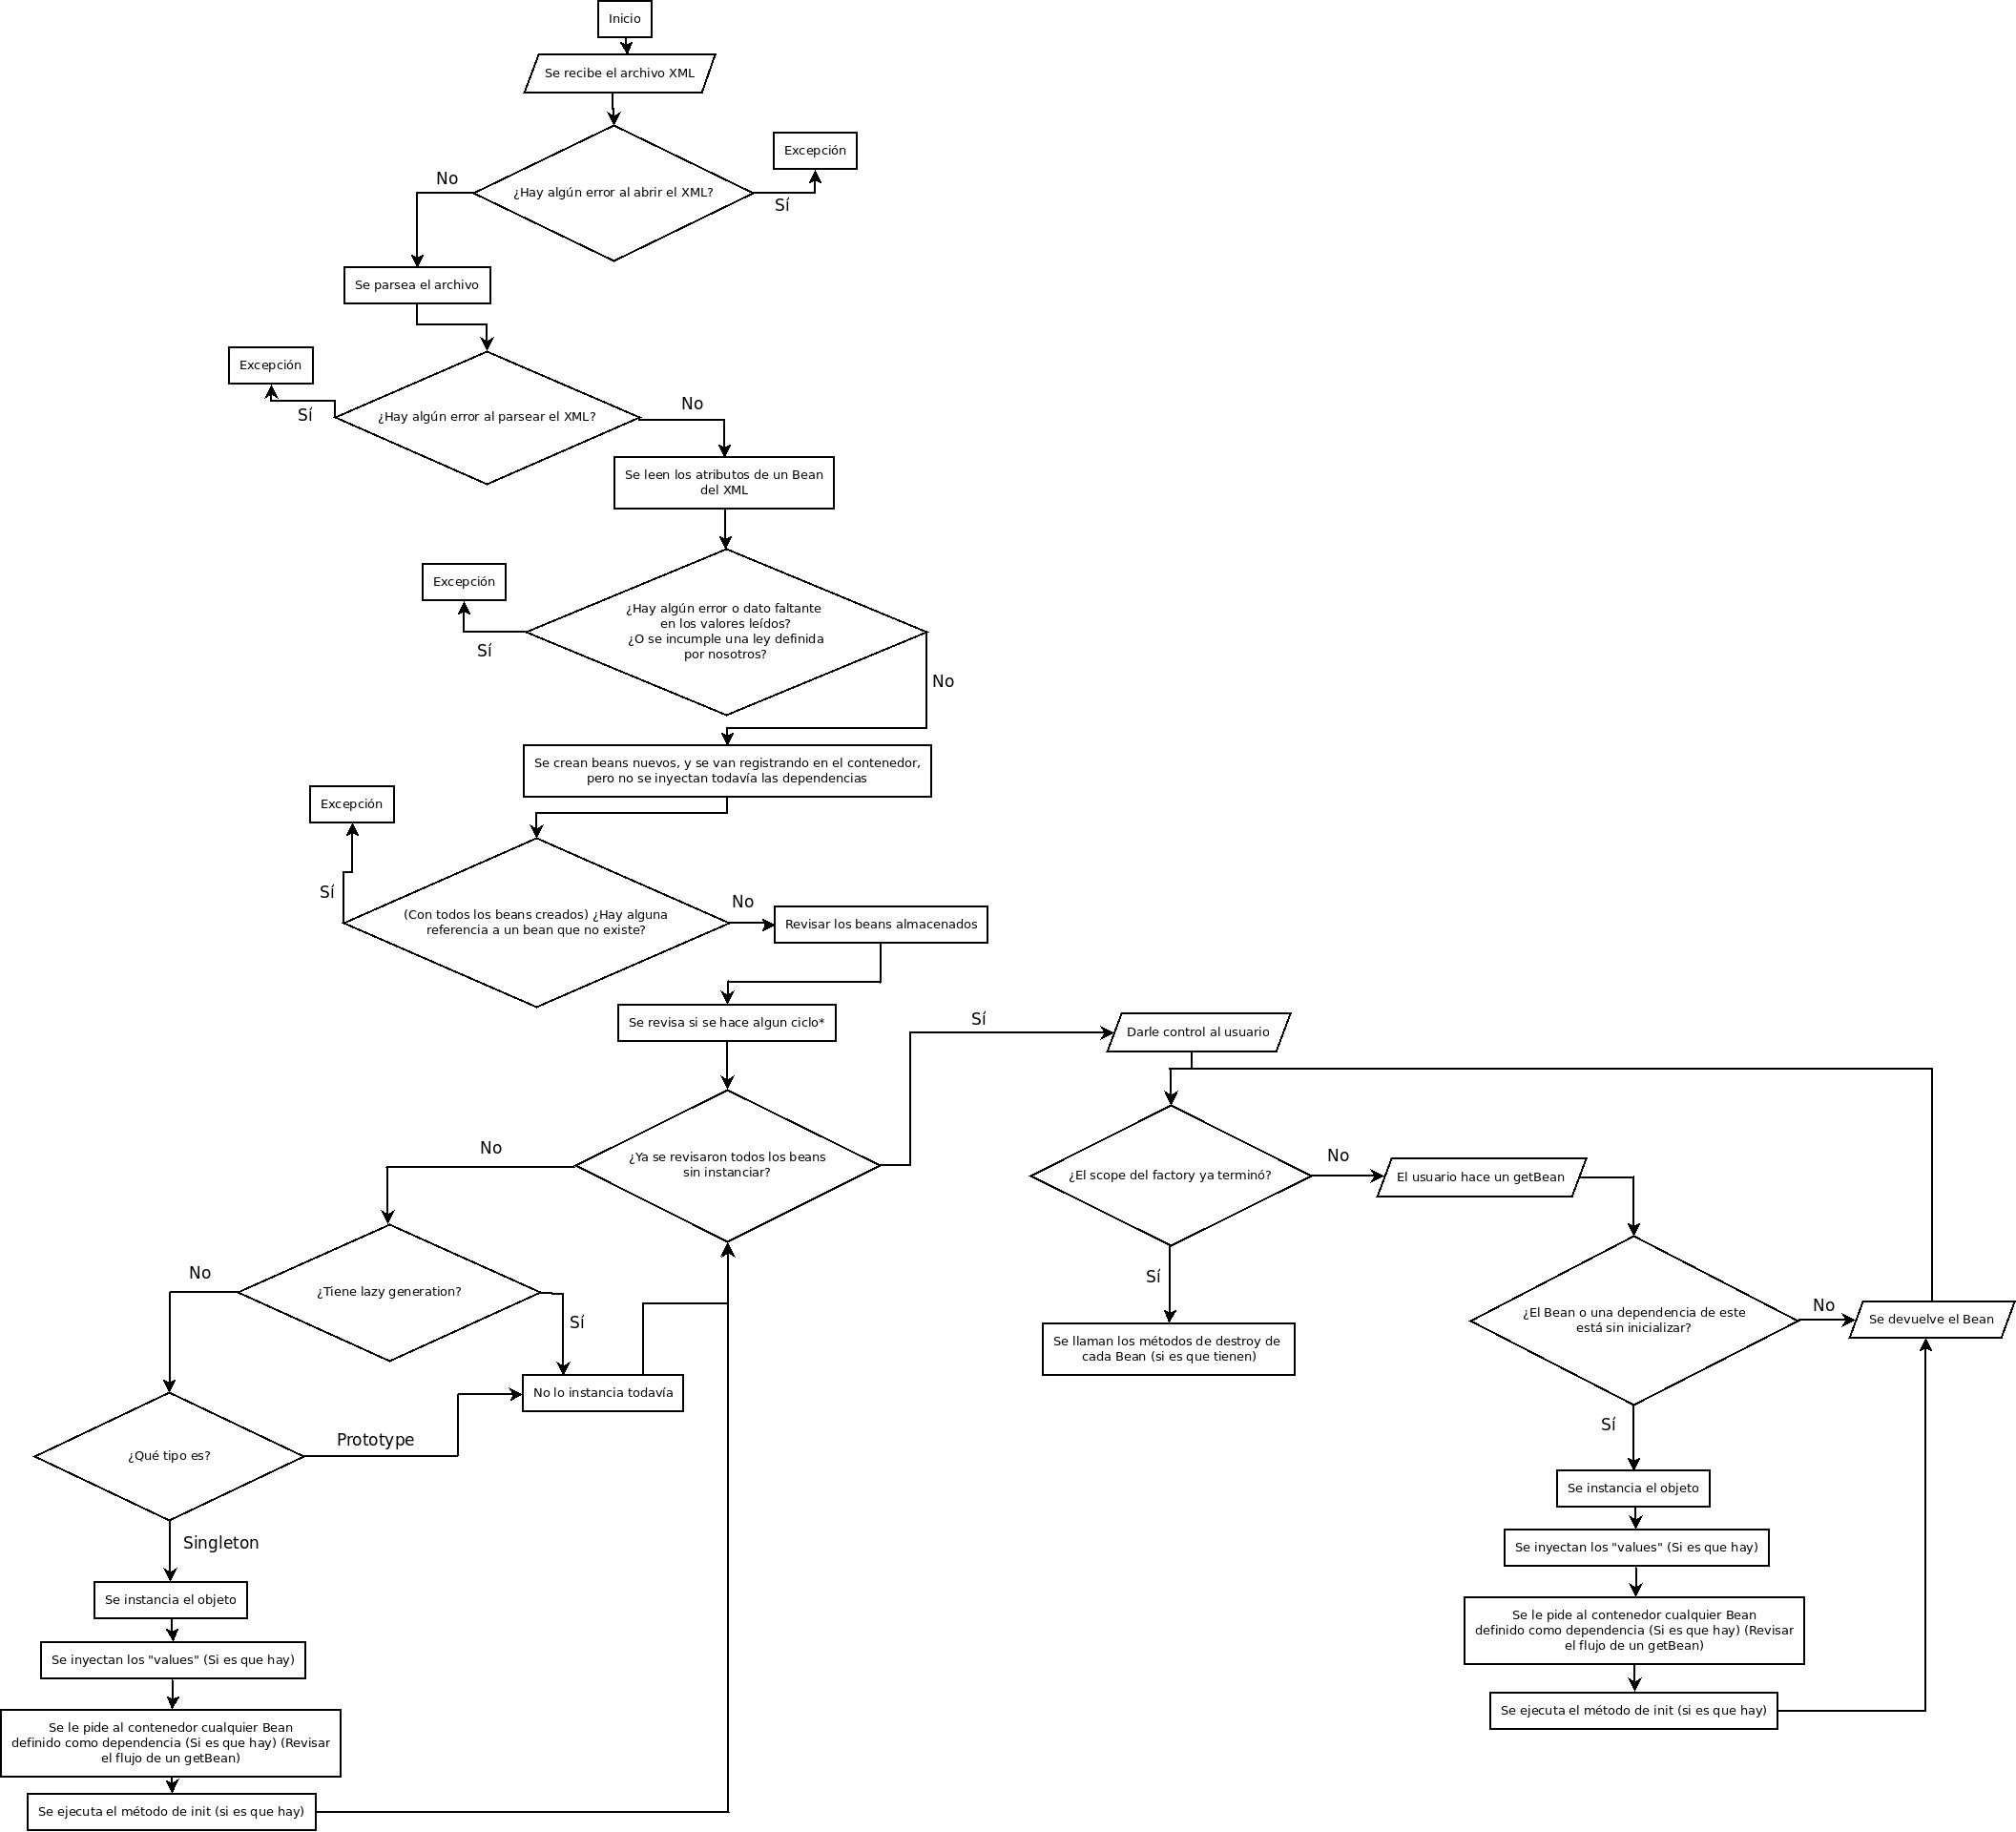 Inicio
Se recibe el archivo XML
Excepción
No
¿Hay algún error al abrir el XML?
Sí
Se parsea el archivo
Excepción
Sí
¿Hay algún error al parsear el XML?
No
Se leen los atributos de un Bean
del XML
Excepción
Sí
¿Hay algún error o dato faltante
en los valores leídos?
¿O se incumple una ley definida
por nosotros?
No
Se crean beans nuevos, y se van registrando en el contenedor,
pero no se inyectan todavía las dependencias
Excepción
Sí
(Con todos los beans creados) ¿Hay alguna
referencia a un bean que no existe?
No
Revisar los beans almacenados
Se revisa si se hace algun ciclo*
Sí
Darle control al usuario
No
¿Ya se revisaron todos los beans
sin instanciar?
¿El scope del factory ya terminó?
No
El usuario hace un getBean
No
¿Tiene lazy generation?
Sí
Sí
¿El Bean o una dependencia de este
está sin inicializar?
No
Se devuelve el Bean
Se llaman los métodos de destroy de
cada Bean (si es que tienen)
No lo instancia todavía
Prototype
¿Qué tipo es?
Sí
Singleton
Se instancia el objeto
Se inyectan los "values" (Si es que hay)
Se le pide al contenedor cualquier Bean
definido como dependencia (Si es que hay) (Revisar
el flujo de un getBean)
Se ejecuta el método de init (si es que hay)
Se instancia el objeto
Se inyectan los "values" (Si es que hay)
Se le pide al contenedor cualquier Bean
definido como dependencia (Si es que hay) (Revisar
el flujo de un getBean)
Se ejecuta el método de init (si es que hay)